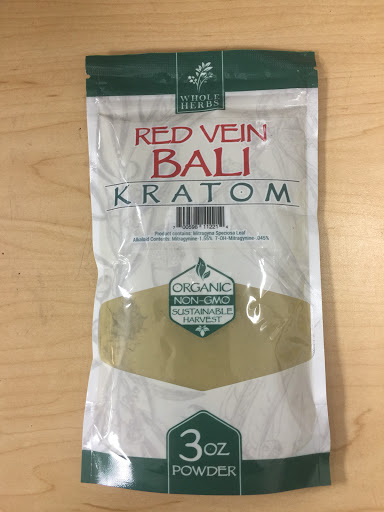 WHOLE
HERBS
RED VEIN
BALI
KRATOM
Product contains: Mitragyna Speciosa Leaf
Alkaloid Contents: Mitragynine- 1.55% 7-OH-Mitragynine- .045%
ORGANIC
NON-GMO
SUSTAINABLE
HARVEST
3oz
POWDER